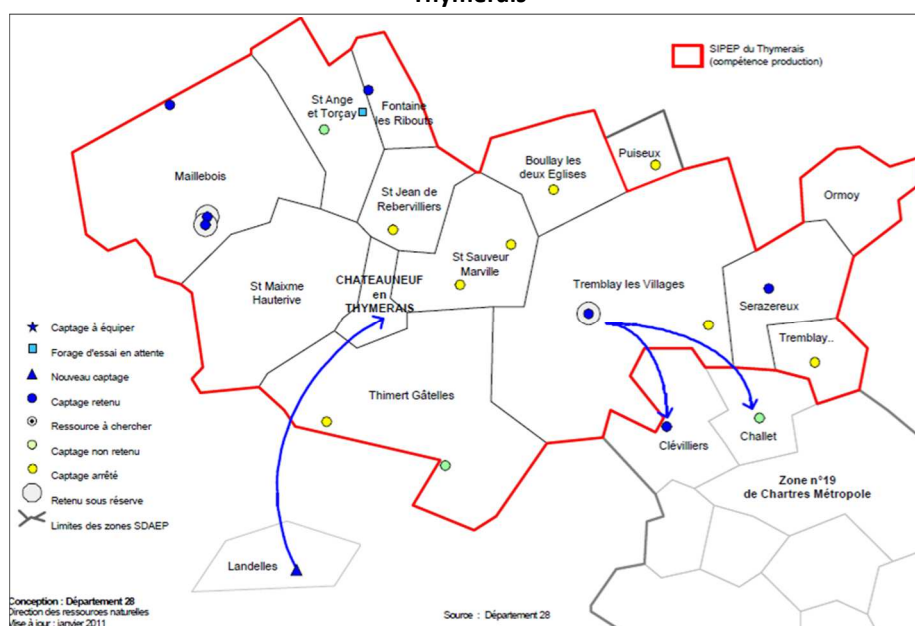 Thymerais
SIPEP du Thymerais
(compétence production)
St Ange
et Torçay
Fontaine
les Ribouts
Maillebois
Boullay les
deux Eglises
Puiseux
Ormoy
St Jean de
Rebervilliers
St Sauveur
Marville
St Maixme
Hauterive
CHATEAUNEUF
en
THYMERAIS
Tremblay les Villages
Serazereux
Tremblay..
Thimert Gâtelles
Clévilliers
Challet
Zone n°19
de Chartres Métropole
Landelles
Captage à équiper
Forage d'essai en attente
Nouveau captage
Captage retenu
Ressource à chercher
Captage non retenu
Captage arrêté
Retenu sous réserve
Limites des zones SDAEP
Conception : Département 28
Direction des ressources naturelles
Mise à jour : janvier 2011
Source : Département 28